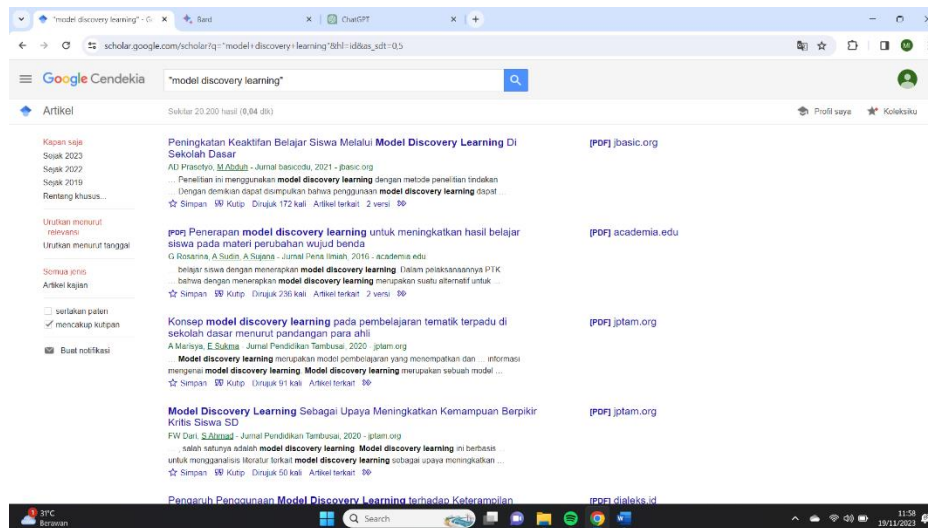 "model discovery learning" - G
Bard
ChatGPT
scholar.google.com/scholar?q="model+discovery+learning"&hl=id&as_sdt=0,5
MI
Google Cendekia
"model discovery learning"
Artikel
Sekitar 20.200 hasil (0,04 dtk)
Profil saya
Koleksiku
Kapan saja
Sejak 2023
Sejak 2022
Sejak 2019
Rentang khusus...
Urutkan menurut
relevansi
Urutkan menurut tanggal
Semua jenis
Artikel kajian
sertakan paten
mencakup kutipan
Buat notifikasi
Peningkatan Keaktifan Belajar Siswa Melalui Model Discovery Learning Di
Sekolah Dasar
AD Prasetyo, M Abduh - Jurnal basicedu, 2021 - jbasic.org
... Penelitian ini menggunakan model discovery learning dengan metode penelitian tindakan
... Dengan demikian dapat disimpulkan bahwa penggunaan model discovery learning dapat ...
Simpan Kutip Dirujuk 172 kali Artikel terkait 2 versi
[PDF] jbasic.org
[PDF] Penerapan model discovery learning untuk meningkatkan hasil belajar
siswa pada materi perubahan wujud benda
G Rosarina, A Sudin, A Sujana - Jurnal Pena Ilmiah, 2016 - academia.edu
... belajar siswa dengan menerapkan model discovery learning. Dalam pelaksanaannya PTK
... bahwa dengan menerapkan model discovery learning merupakan suatu alternatif untuk ...
Simpan Kutip Dirujuk 236 kali Artikel terkait 2 versi
[PDF] academia.edu
Konsep model discovery learning pada pembelajaran tematik terpadu di
sekolah dasar menurut pandangan para ahli
A Marisya, E Sukma - Jurnal Pendidikan Tambusai, 2020 - jptam.org
... Model discovery learning merupakan model pembelajaran yang menempatkan dan ... informasi
mengenai model discovery learning. Model discovery learning merupakan sebuah model ...
Simpan Kutip Dirujuk 91 kali Artikel terkait
[PDF] jptam.org
Model Discovery Learning Sebagai Upaya Meningkatkan Kemampuan Berpikir
Kritis Siswa SD
FW Dari, S Ahmad - Jurnal Pendidikan Tambusai, 2020 - jptam.org
... , salah satunya adalah model discovery learning. Model discovery learning ini berbasis
untuk mengganalisis literatur terkait model discovery learning sebagai upaya meningkatkan ...
Simpan Kutip Dirujuk 50 kali Artikel terkait
[PDF] jptam.org
Pengaruh Penggunaan Model Discovery Learning terhadap Keterampilan
[PDF] dialeks.id
31°C
Berawan
Search
11:58
19/11/2023